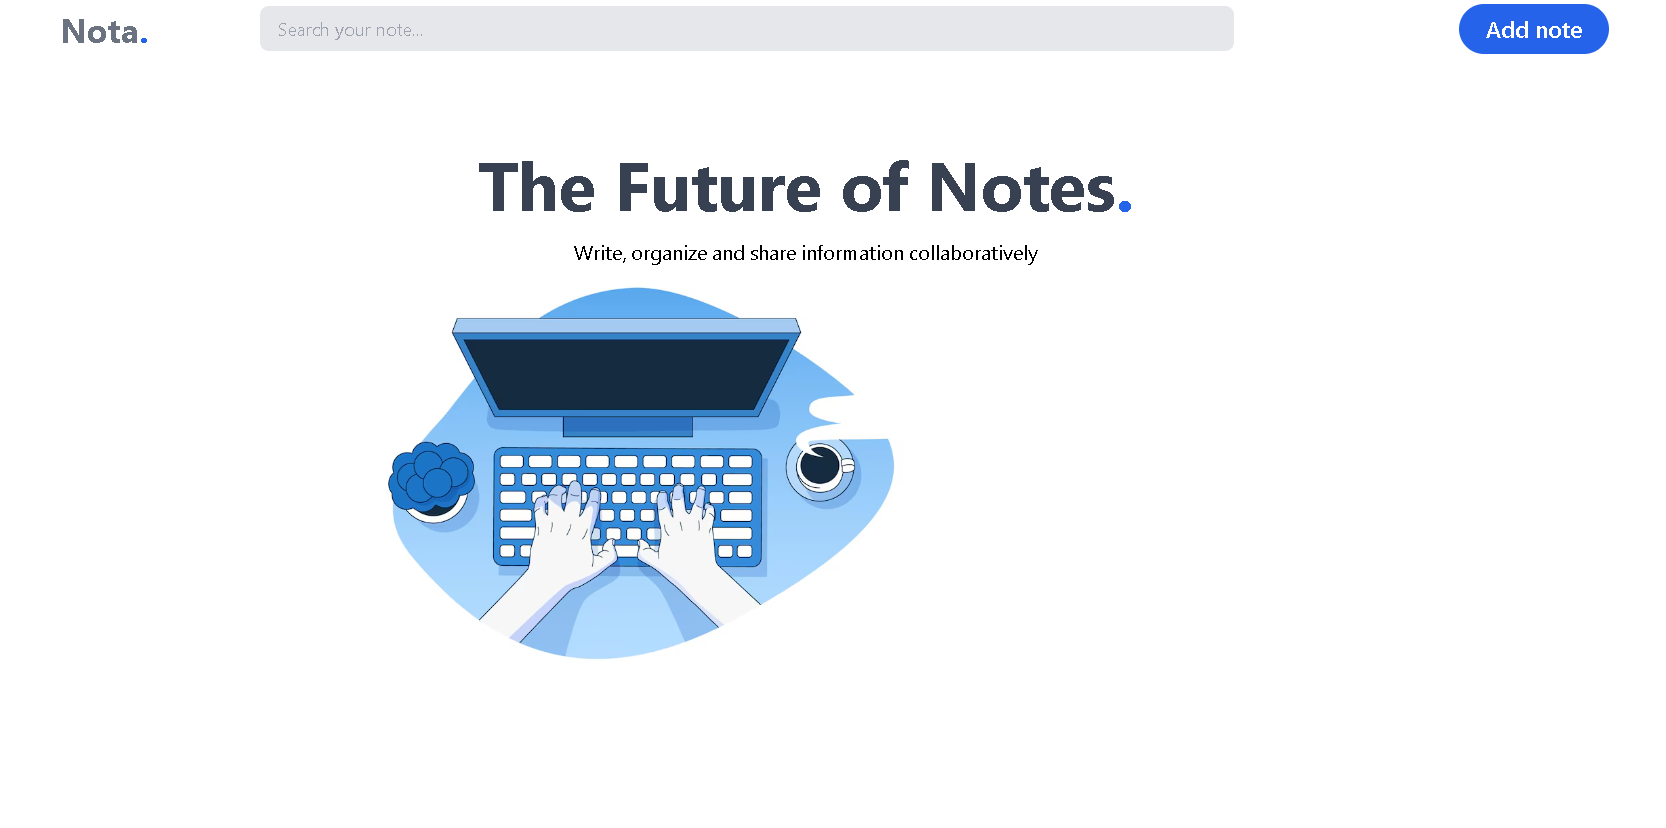 Nota.
Search your note...
Add note
The Future of Notes.
Write, organize and share information collaboratively